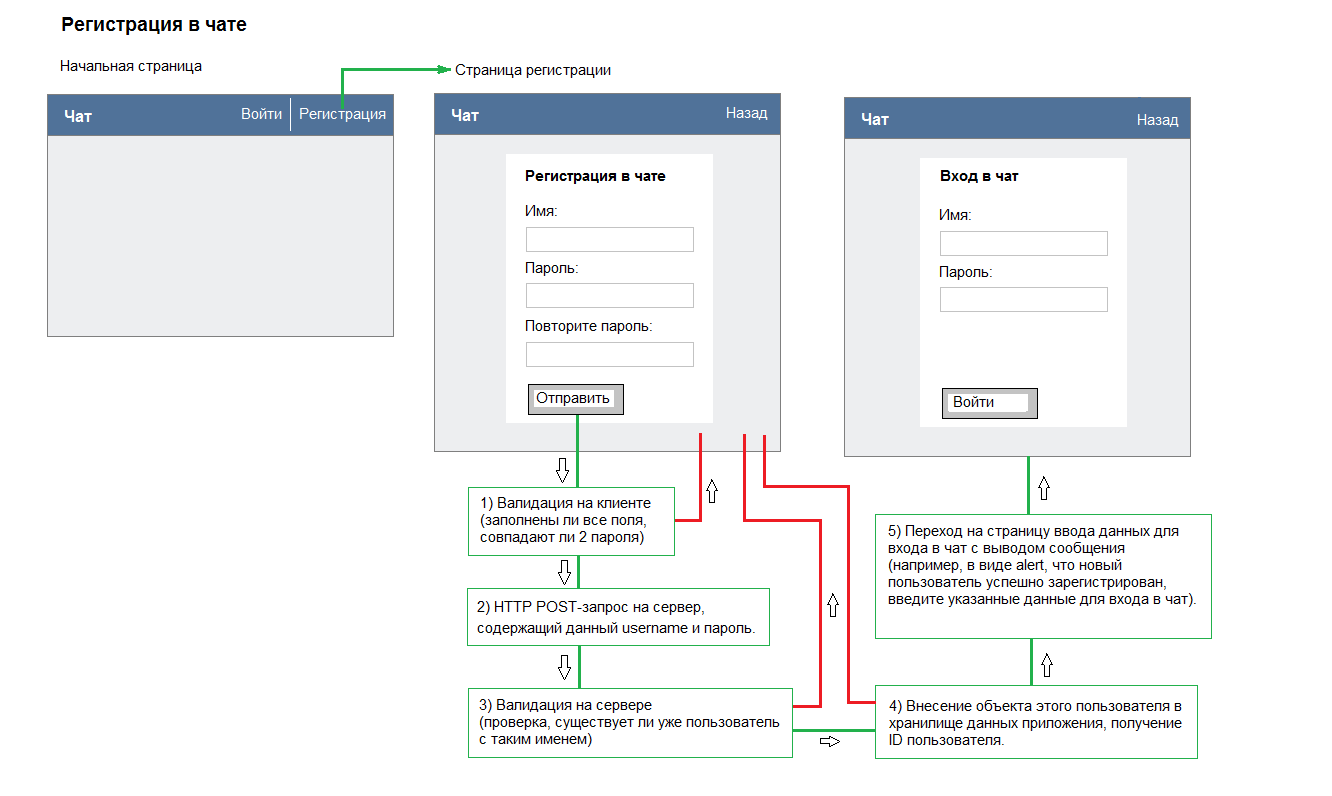 Регистрация в чате
Начальная страница
Страница регистрации
Чат
Войти
Регистрация
Чат
Назад
Регистрация в чате
Имя:
Пароль:
Повторите пароль:
Отправить
Чат
Назад
Вход в чат
Имя:
Пароль:
Войти
1) Валидация на клиенте
(заполнены ли все поля,
совпадают ли 2 пароля)
2) HTTP POST-запрос на сервер,
содержащий данный username и пароль.
3) Валидация на сервере
(проверка, существует ли уже пользователь
с таким именем)
4) Внесение объекта этого пользователя в
хранилище данных приложения, получение
ID пользователя.
5) Переход на страницу ввода данных для
входа в чат с выводом сообщения
(например, в виде alert, что новый
пользователь успешно зарегистрирован,
введите указанные данные для входа в чат).